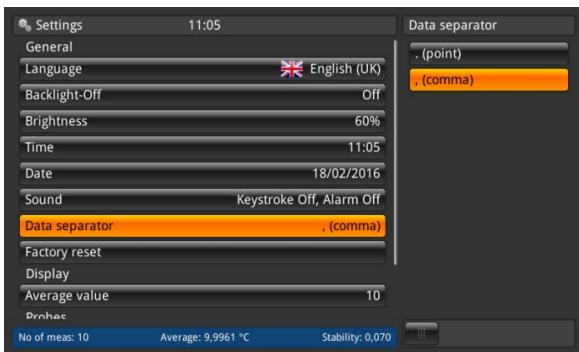 Settings 11:05
General
Language English (UK)
Backlight-Off Off
Brightness 60%
Time 11:05
Date 18/02/2016
Sound Keystroke Off, Alarm Off
Data separator , (comma)
Factory reset
Display
Average value 10
Probes
No of meas: 10 Average: 9,9961 °C Stability: 0,070
Data separator
. (point)
, (comma)